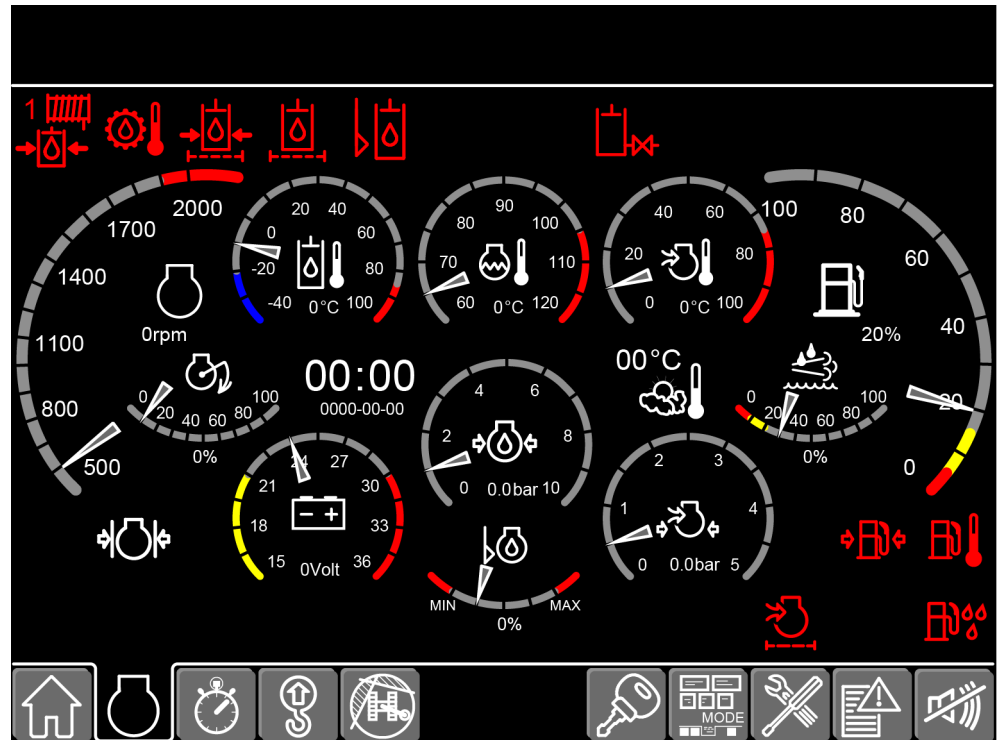 1
2000
1700
1400
1100
800
500
0rpm
0 20 40 60 80 100
0%
-40 -20 0 20 40 60 80 100
0°C
60 70 80 90 100 110 120
0°C
0 20 40 60 80 100
0°C
100
80
60
40
20
0
20%
00:00
0000-00-00
00°C
0 20 40 60 80 100
0%
15 18 21 24 27 30 33 36
0Volt
0 2 4 6 8 10
0.0bar
MIN MAX
0%
0 1 2 3 4 5
0.0bar
MODE